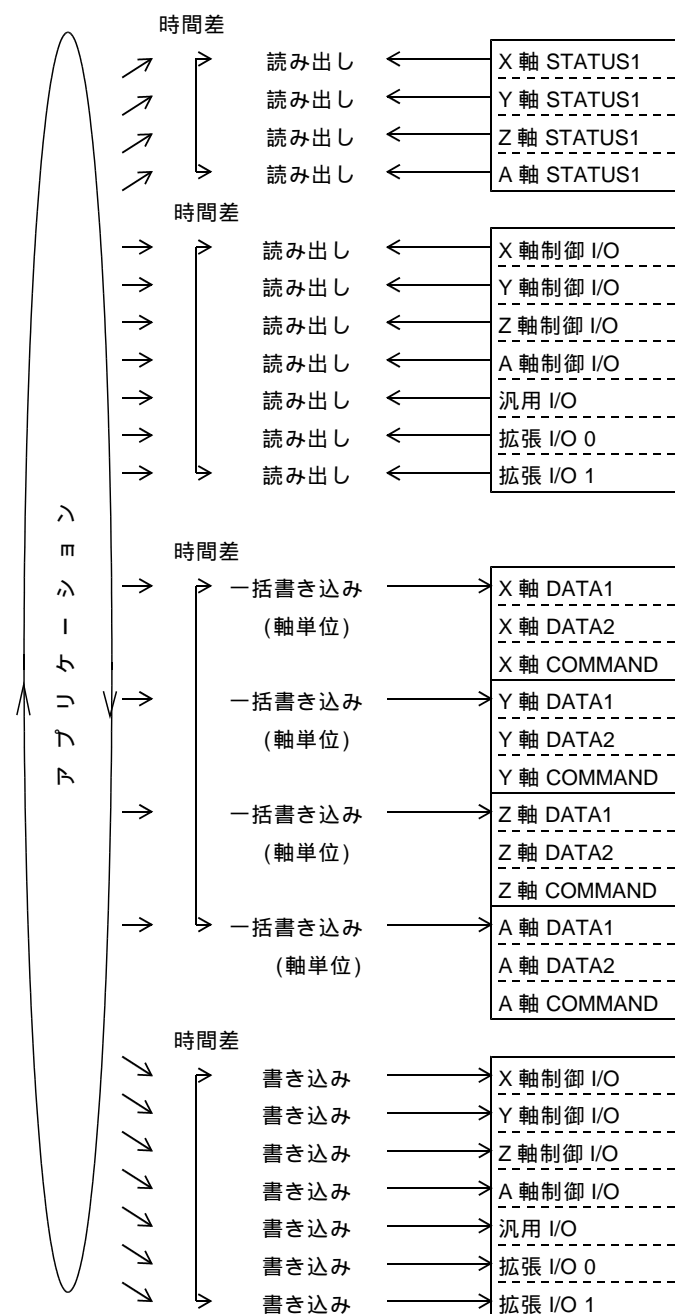 時間差
読み出し X 軸 STATUS1
読み出し Y 軸 STATUS1
読み出し Z 軸 STATUS1
読み出し A 軸 STATUS1
時間差
読み出し X 軸制御 I/O
読み出し Y 軸制御 I/O
読み出し Z 軸制御 I/O
読み出し A 軸制御 I/O
読み出し 汎用 I/O
読み出し 拡張 I/O 0
読み出し 拡張 I/O 1
アプリケーション
時間差
一括書き込み X 軸 DATA1
(軸単位) X 軸 DATA2
X 軸 COMMAND
一括書き込み Y 軸 DATA1
(軸単位) Y 軸 DATA2
Y 軸 COMMAND
一括書き込み Z 軸 DATA1
(軸単位) Z 軸 DATA2
Z 軸 COMMAND
一括書き込み A 軸 DATA1
(軸単位) A 軸 DATA2
A 軸 COMMAND
時間差
書き込み X 軸制御 I/O
書き込み Y 軸制御 I/O
書き込み Z 軸制御 I/O
書き込み A 軸制御 I/O
書き込み 汎用 I/O
書き込み 拡張 I/O 0
書き込み 拡張 I/O 1